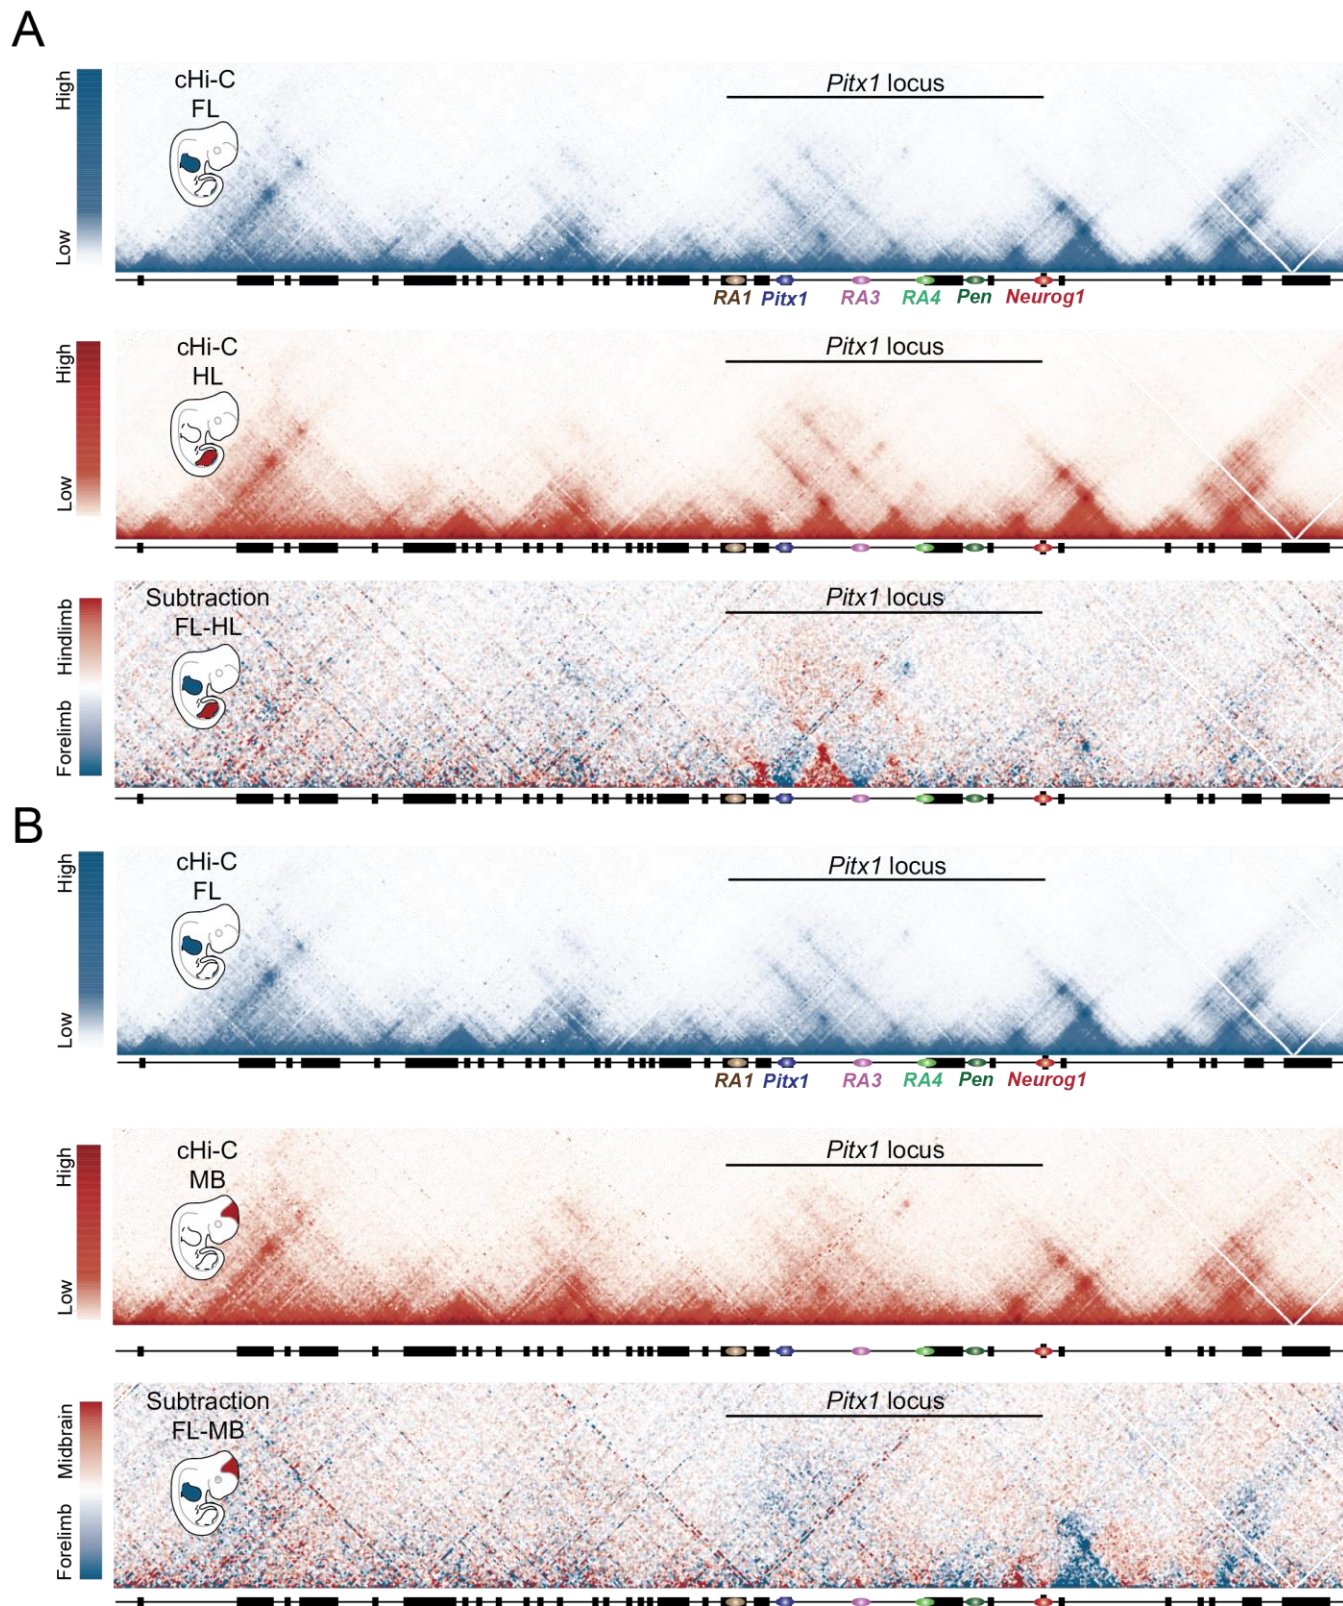 A
High
Low
cHi-C
FL
Pitx1 locus
RA1 Pitx1 RA3 RA4 Pen Neurog1
High
Low
cHi-C
HL
Pitx1 locus
Hindlimb
Forelimb
Subtraction
FL-HL
Pitx1 locus
B
High
Low
cHi-C
FL
Pitx1 locus
RA1 Pitx1 RA3 RA4 Pen Neurog1
High
Low
cHi-C
MB
Pitx1 locus
Midbrain
Forelimb
Subtraction
FL-MB
Pitx1 locus